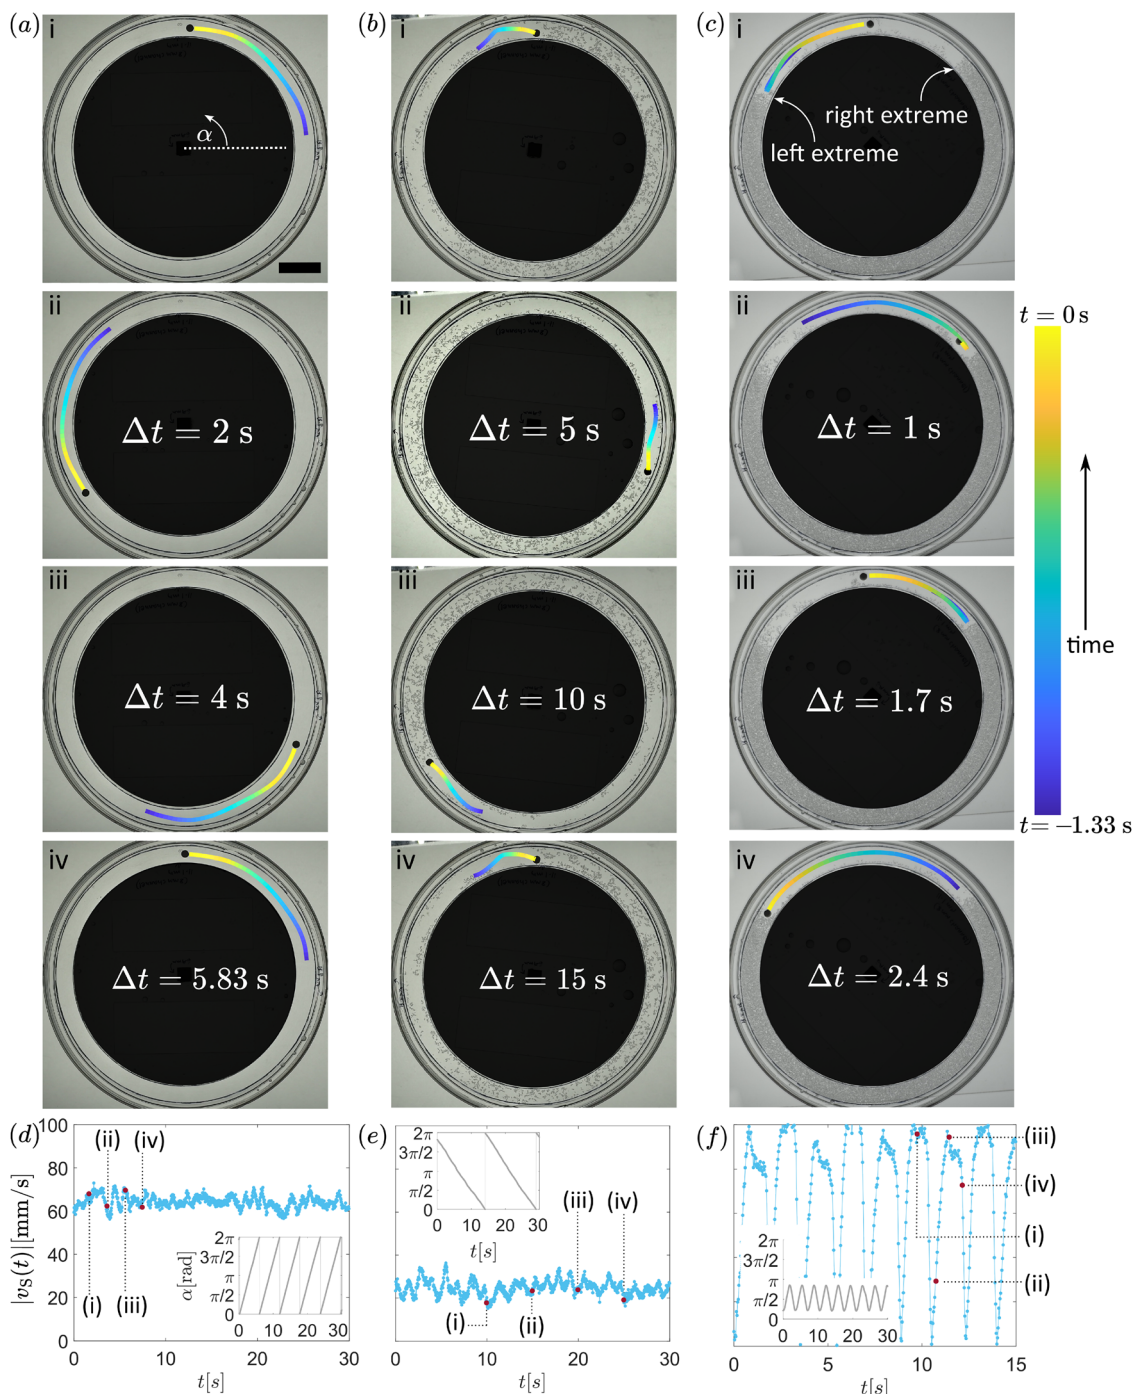 (a)
i
α
(b)
i
(c)
i
right extreme
left extreme
ii
Δt = 2 s
ii
Δt = 5 s
ii
Δt = 1 s
t = 0 s
time
t = −1.33 s
iii
Δt = 4 s
iii
Δt = 10 s
iii
Δt = 1.7 s
iv
Δt = 5.83 s
iv
Δt = 15 s
iv
Δt = 2.4 s
(d)
|v_S(t)| [mm/s]
100
80
60
40
20
0
(ii)
(iv)
(i)
(iii)
α[rad]
2π
3π/2
π
π/2
0
0 10 20 30
0 10 20 30
t[s]
(e)
2π
3π/2
π
π/2
0
0 10 20 30
t[s]
(iii)
(iv)
(i)
(ii)
0 10 20 30
t[s]
(f)
(iii)
(iv)
(i)
(ii)
2π
3π/2
π
π/2
0
0 10 20 30
0 5 10 15
t[s]